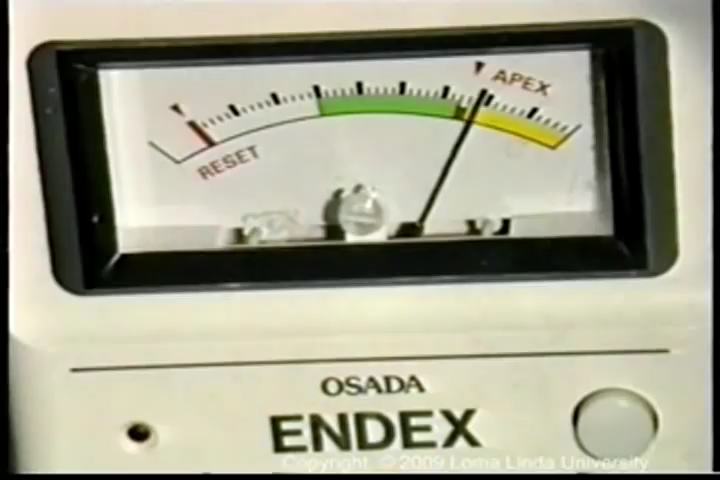 APEX
RESET
OSADA
ENDEX
Copyright © 2009 Loma Linda University